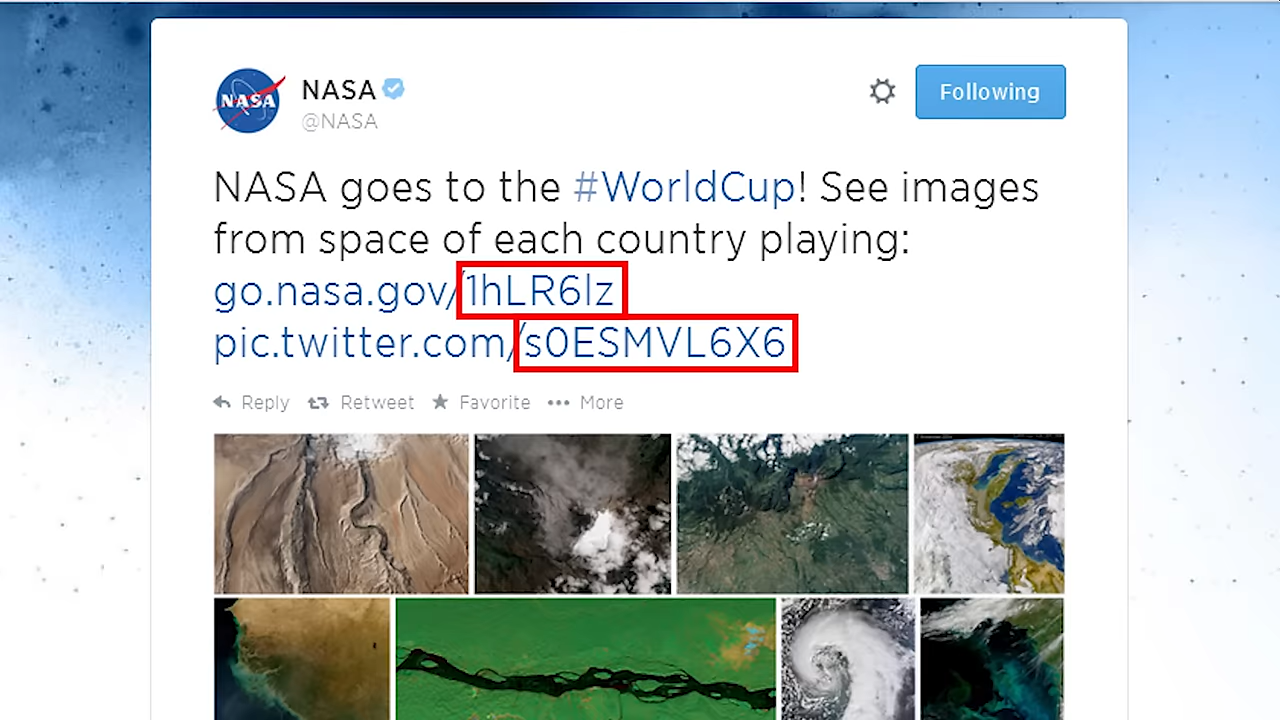 NASA
NASA
@NASA
Following
NASA goes to the #WorldCup! See images
from space of each country playing:
go.nasa.gov/1hLR6lz
pic.twitter.com/s0ESMVL6X6
Reply Retweet Favorite More